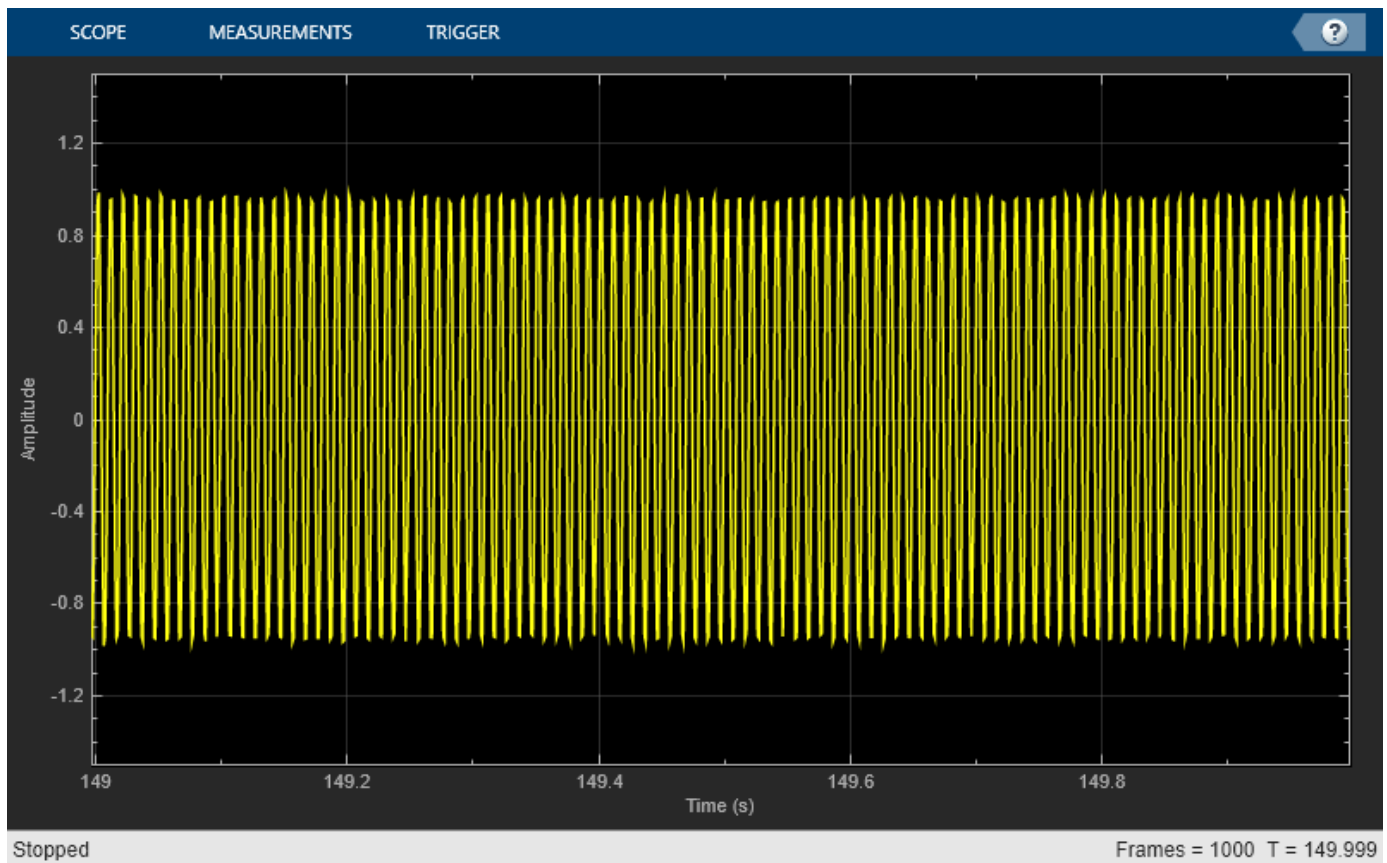 SCOPE MEASUREMENTS TRIGGER ?
1.2
0.8
0.4
0
-0.4
-0.8
-1.2
Amplitude
149 149.2 149.4 149.6 149.8
Time (s)
Stopped Frames = 1000 T = 149.999